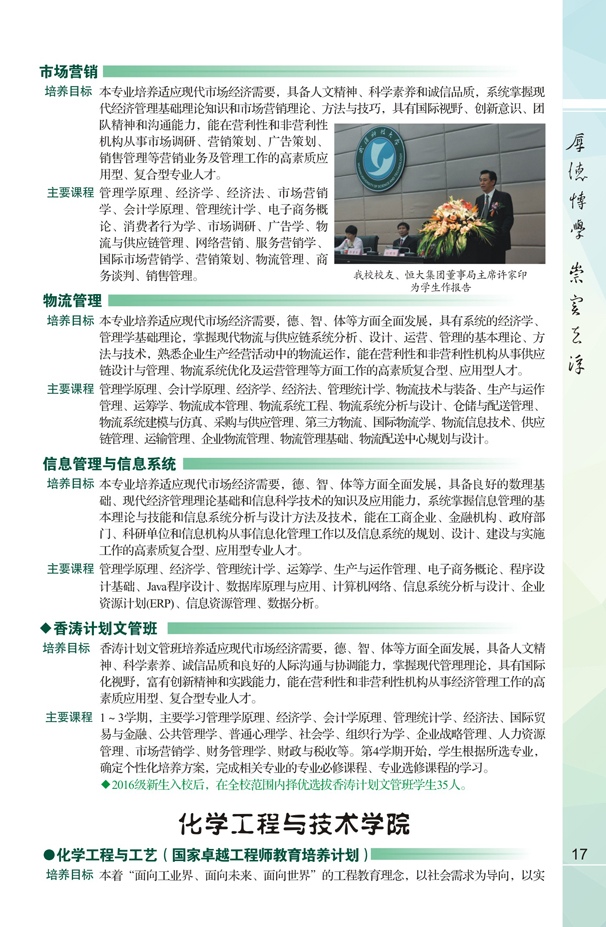 市场营销
培养目标 本专业培养适应现代市场经济需要，具备人文精神、科学素养和诚信品质，系统掌握现
代经济管理基础理论知识和市场营销理论、方法与技巧，具有国际视野、创新意识、团
队精神和沟通能力，能在营利性和非营利性
机构从事市场调研、营销策划、广告策划、
销售管理等营销业务及管理工作的高素质应
用型、复合型专业人才。
主要课程 管理学原理、经济学、经济法、市场营销
学、会计学原理、管理统计学、电子商务概
论、消费者行为学、市场调研、广告学、物
流与供应链管理、网络营销、服务营销学、
国际市场营销学、营销策划、物流管理、商
务谈判、销售管理。
我校校友、恒大集团董事局主席许家印
为学生作报告
物流管理
培养目标 本专业培养适应现代市场经济需要，德、智、体等方面全面发展，具有系统的经济学、
管理学基础理论，掌握现代物流与供应链系统分析、设计、运营、管理的基本理论、方
法与技术，熟悉企业生产经营活动中的物流运作，能在营利性和非营利性机构从事供应
链设计与管理、物流系统优化及运营管理等方面工作的高素质复合型、应用型人才。
主要课程 管理学原理、会计学原理、经济学、经济法、管理统计学、物流技术与装备、生产与运作
管理、运筹学、物流成本管理、物流系统工程、物流系统分析与设计、仓储与配送管理、
物流系统建模与仿真、采购与供应管理、第三方物流、国际物流学、物流信息技术、供应
链管理、运输管理、企业物流管理、物流管理基础、物流配送中心规划与设计。
信息管理与信息系统
培养目标 本专业培养适应现代市场经济需要，德、智、体等方面全面发展，具备良好的数理基
础、现代经济管理理论基础和信息科学技术的知识及应用能力，系统掌握信息管理的基
本理论与技能和信息系统分析与设计方法及技术，能在工商企业、金融机构、政府部
门、科研单位和信息机构从事信息化管理工作以及信息系统的规划、设计、建设与实施
工作的高素质复合型、应用型专业人才。
主要课程 管理学原理、经济学、管理统计学、运筹学、生产与运作管理、电子商务概论、程序设
计基础、Java程序设计、数据库原理与应用、计算机网络、信息系统分析与设计、企业
资源计划(ERP)、信息资源管理、数据分析。
◆香涛计划文管班
培养目标 香涛计划文管班培养适应现代市场经济需要，德、智、体等方面全面发展，具备人文精
神、科学素养、诚信品质和良好的人际沟通与协调能力，掌握现代管理理论，具有国际
化视野，富有创新精神和实践能力，能在营利性和非营利性机构从事经济管理工作的高
素质应用型、复合型专业人才。
主要课程 1～3学期，主要学习管理学原理、经济学、会计学原理、管理统计学、经济法、国际贸
易与金融、公共管理学、普通心理学、社会学、组织行为学、企业战略管理、人力资源
管理、市场营销学、财务管理学、财政与税收等。第4学期开始，学生根据所选专业，
确定个性化培养方案，完成相关专业的专业必修课程、专业选修课程的学习。
◆2016级新生入校后，在全校范围内择优选拔香涛计划文管班学生35人。
化学工程与技术学院
●化学工程与工艺（国家卓越工程师教育培养计划）
培养目标 本着“面向工业界、面向未来、面向世界”的工程教育理念，以社会需求为导向，以实
厚德博学 崇实去浮
17